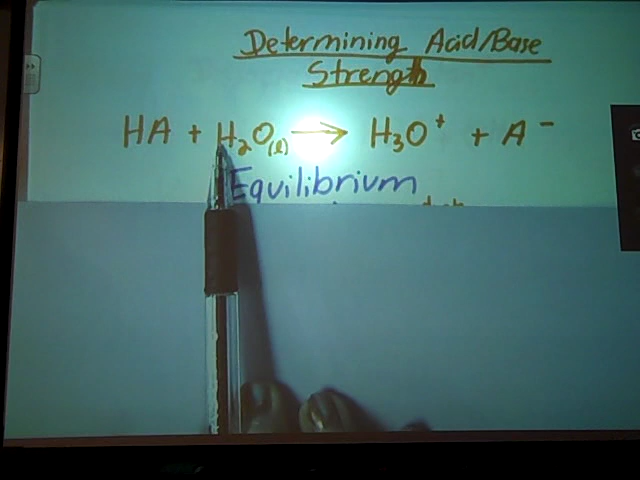 Determining Acid/Base
Strength
HA + H₂O(l) → H₃O⁺ + A⁻
Equilibrium